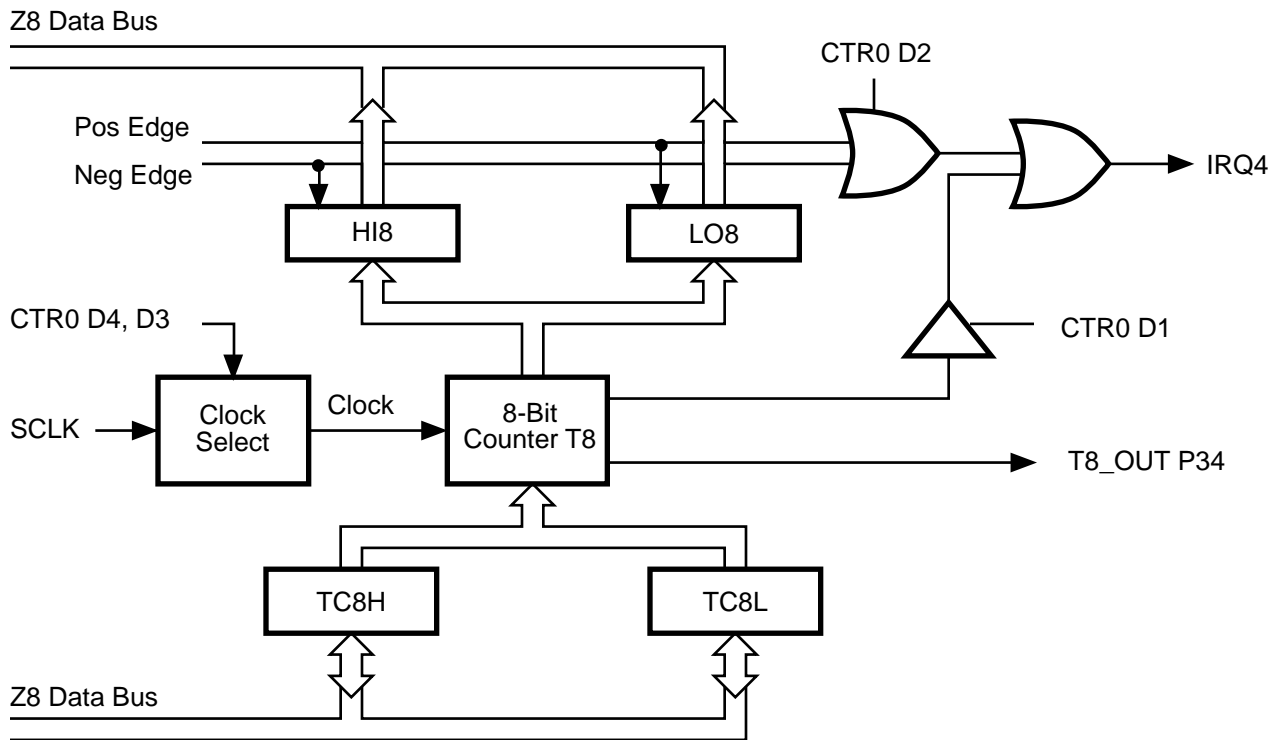 Z8 Data Bus
CTR0 D2
Pos Edge
Neg Edge
IRQ4
HI8
LO8
CTR0 D4, D3
CTR0 D1
SCLK
Clock
Select
Clock
8-Bit
Counter T8
T8_OUT P34
TC8H
TC8L
Z8 Data Bus